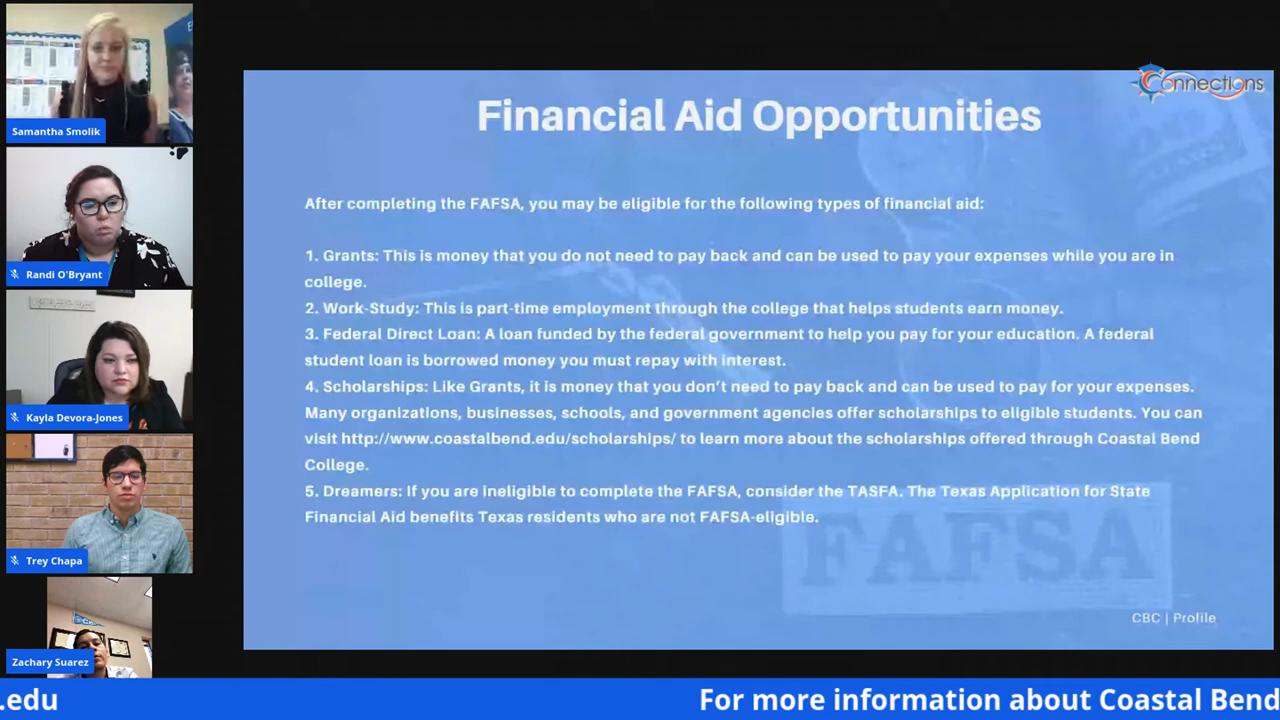 Samantha Smolik
Randi O'Bryant
Kayla Devora-Jones
Trey Chapa
Zachary Suarez
Connections
Financial Aid Opportunities
After completing the FAFSA, you may be eligible for the following types of financial aid:
1. Grants: This is money that you do not need to pay back and can be used to pay your expenses while you are in
college.
2. Work-Study: This is part-time employment through the college that helps students earn money.
3. Federal Direct Loan: A loan funded by the federal government to help you pay for your education. A federal
student loan is borrowed money you must repay with interest.
4. Scholarships: Like Grants, it is money that you don't need to pay back and can be used to pay for your expenses.
Many organizations, businesses, schools, and government agencies offer scholarships to eligible students. You can
visit http://www.coastalbend.edu/scholarships/ to learn more about the scholarships offered through Coastal Bend
College.
5. Dreamers: If you are ineligible to complete the FAFSA, consider the TASFA. The Texas Application for State
Financial Aid benefits Texas residents who are not FAFSA-eligible.
FAFSA
CBC | Profile
.edu
For more information about Coastal Bend